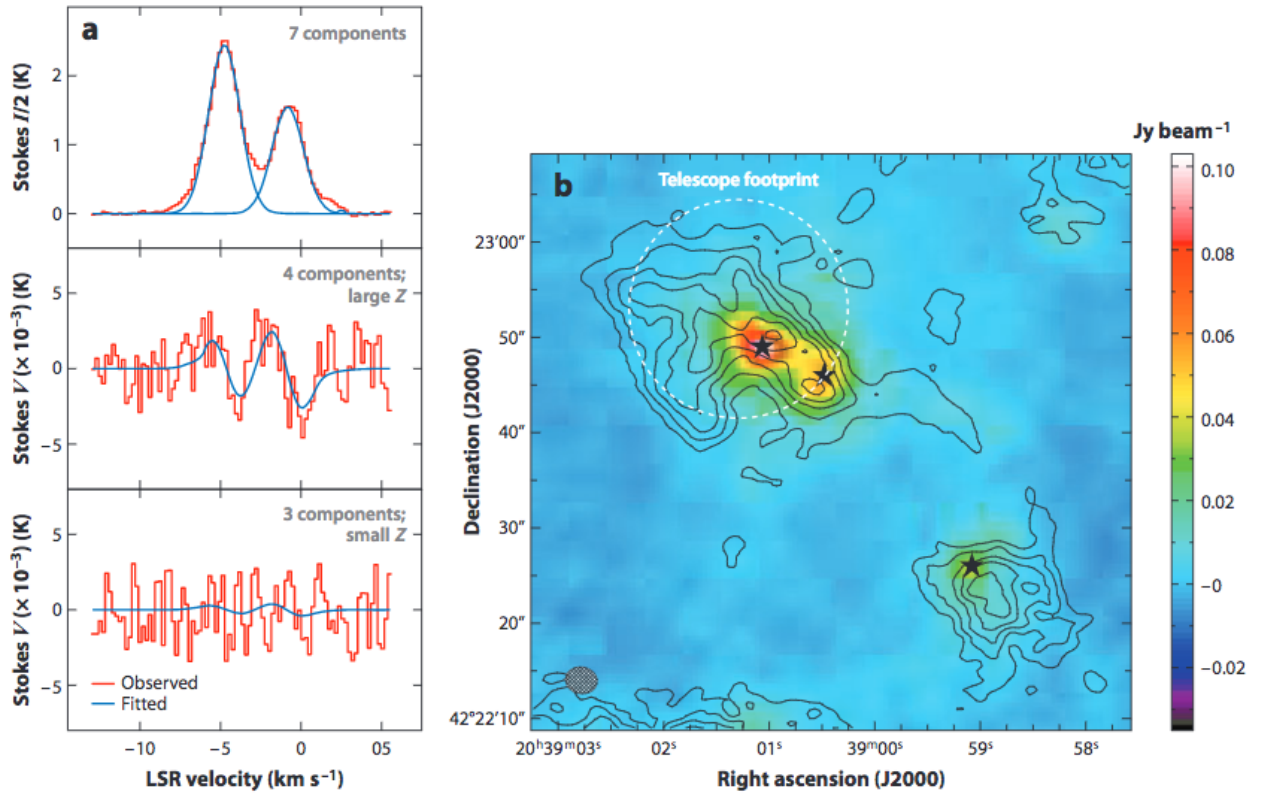 a
7 components
Stokes I/2 (K)
2
1
0
4 components;
large Z
Stokes V (× 10⁻³) (K)
5
0
−5
3 components;
small Z
Stokes V (× 10⁻³) (K)
5
0
−5
Observed
Fitted
−10 −5 0 05
LSR velocity (km s⁻¹)
b
Telescope footprint
Declination (J2000)
23′00″
50″
40″
30″
20″
42°22′10″
20ʰ39ᵐ03ˢ 02ˢ 01ˢ 39ᵐ00ˢ 59ˢ 58ˢ
Right ascension (J2000)
Jy beam⁻¹
0.10
0.08
0.06
0.04
0.02
−0
−0.02